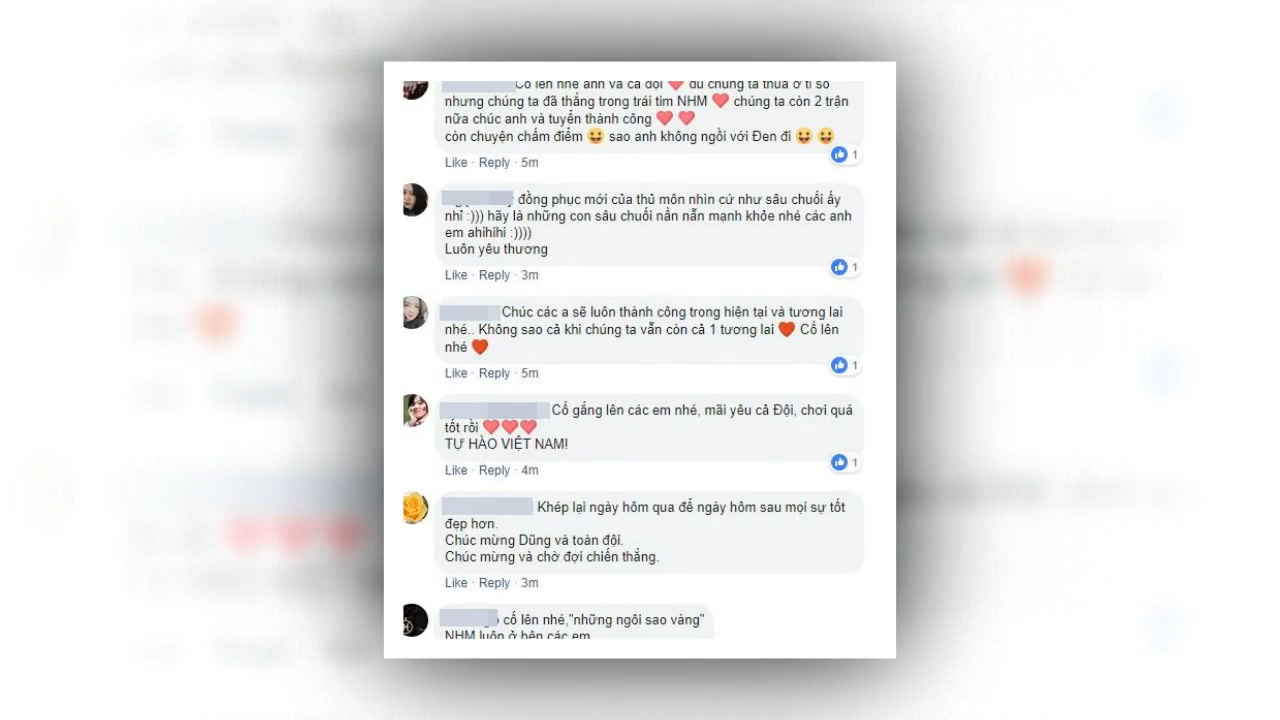 Cố lên nhé anh và cả đội ❤ dù chúng ta thua ở tỉ số
nhưng chúng ta đã thắng trong trái tim NHM ❤ chúng ta còn 2 trận
nữa chúc anh và tuyển thành công ❤ ❤
còn chuyện chấm điểm 😝 sao anh không ngồi với Đen đi 😝 😝
1
Like · Reply · 5m
đồng phục mới của thủ môn nhìn cứ như sâu chuối ấy
nhỉ :))) hãy là những con sâu chuối nần nẫn mạnh khỏe nhé các anh
em ahihihi :))))
Luôn yêu thương
1
Like · Reply · 3m
Chúc các a sẽ luôn thành công trong hiện tại và tương lai
nhé.. Không sao cả khi chúng ta vẫn còn cả 1 tương lai ♥ Cố lên
nhé ♥
1
Like · Reply · 5m
Cố gắng lên các em nhé, mãi yêu cả Đội, chơi quá
tốt rồi ❤❤❤
TỰ HÀO VIỆT NAM!
1
Like · Reply · 4m
Khép lại ngày hôm qua để ngày hôm sau mọi sự tốt
đẹp hơn.
Chúc mừng Dũng và toàn đội.
Chúc mừng và chờ đợi chiến thắng.
Like · Reply · 3m
cố lên nhé,"những ngôi sao vàng"
NHM luôn ở bên các em